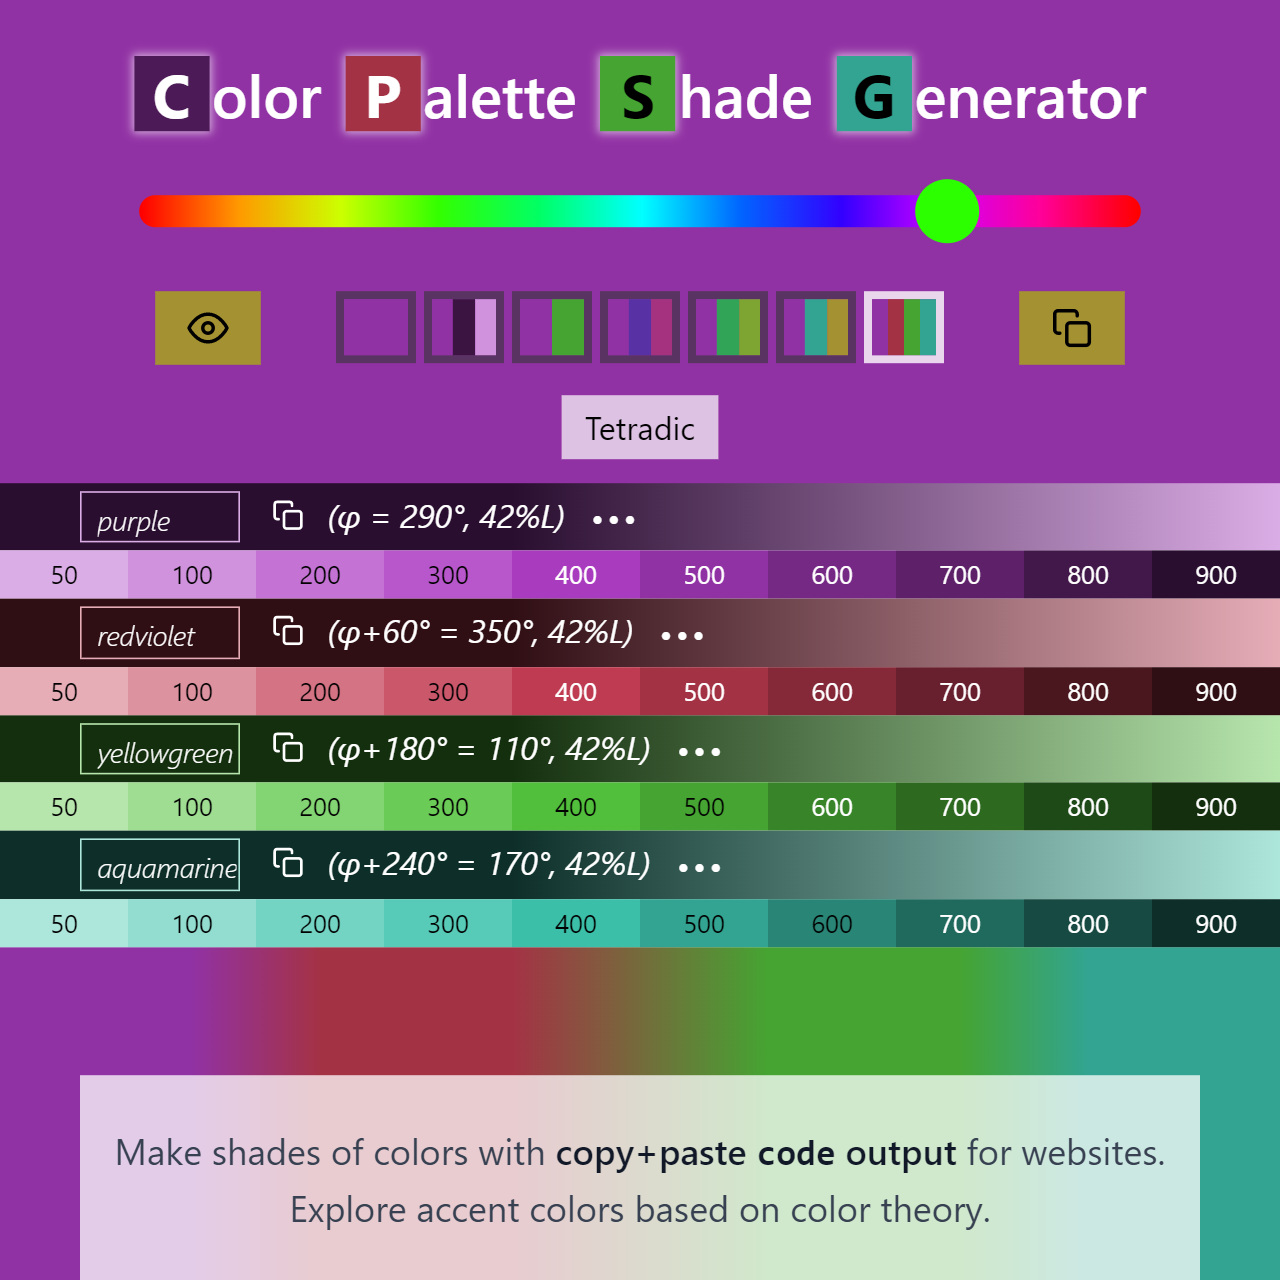 Color Palette Shade Generator
Tetradic
purple (φ = 290°, 42%L) •••
50 100 200 300 400 500 600 700 800 900
redviolet (φ+60° = 350°, 42%L) •••
50 100 200 300 400 500 600 700 800 900
yellowgreen (φ+180° = 110°, 42%L) •••
50 100 200 300 400 500 600 700 800 900
aquamarine (φ+240° = 170°, 42%L) •••
50 100 200 300 400 500 600 700 800 900
Make shades of colors with copy+paste code output for websites.
Explore accent colors based on color theory.